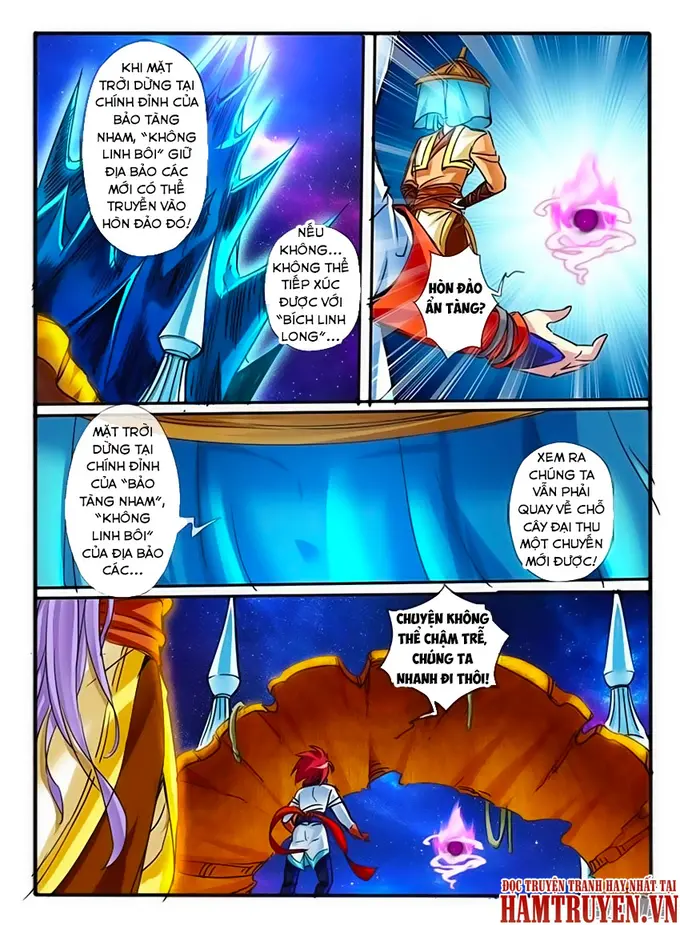 KHI MẶT
TRỜI DỪNG TẠI
CHÍNH ĐỈNH CỦA
BẢO TÀNG
NHAM, "KHÔNG
LINH BÔI" GIỮ
ĐỊA BẢO CÁC
MỚI CÓ THỂ
TRUYỀN VÀO
HÒN ĐẢO ĐÓ!
NẾU
KHÔNG...
KHÔNG THỂ
TIẾP XÚC
ĐƯỢC VỚI
"BÍCH LINH
LONG"...
HÒN ĐẢO
ẨN TÀNG?
MẶT TRỜI
DỪNG TẠI
CHÍNH ĐỈNH
CỦA "BẢO
TÀNG NHAM",
"KHÔNG
LINH BÔI"
CỦA ĐỊA BẢO
CÁC...
XEM RA
CHÚNG TA
VẪN PHẢI
QUAY VỀ CHỖ
CÂY ĐẠI THU
MỘT CHUYẾN
MỚI ĐƯỢC!
CHUYỆN KHÔNG
THỂ CHẬM TRỄ,
CHÚNG TA
NHANH ĐI THÔI!
ĐỌC TRUYỆN TRANH HAY NHẤT TẠI
HAMTRUYEN.VN